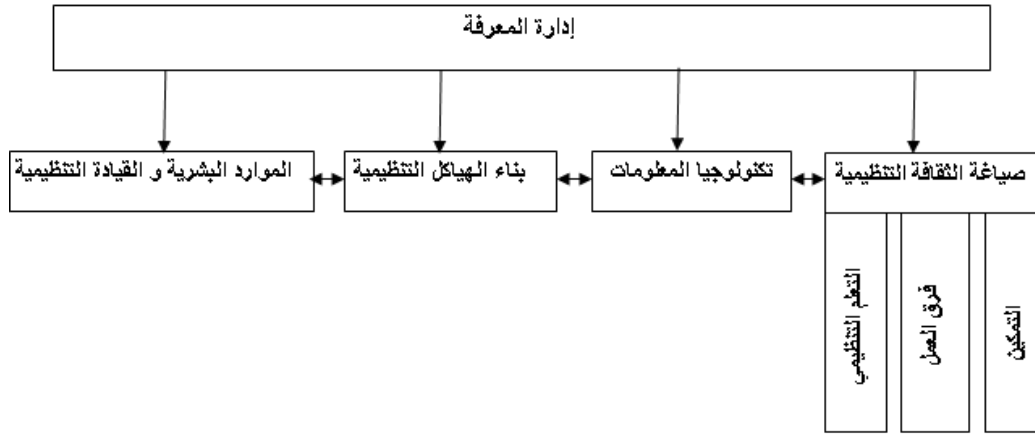 إدارة المعرفة
صياغة الثقافة التنظيمية
تكنولوجيا المعلومات
بناء الهياكل التنظيمية
الموارد البشرية و القيادة التنظيمية
التمكين
فرق العمل
التعلم التنظيمي